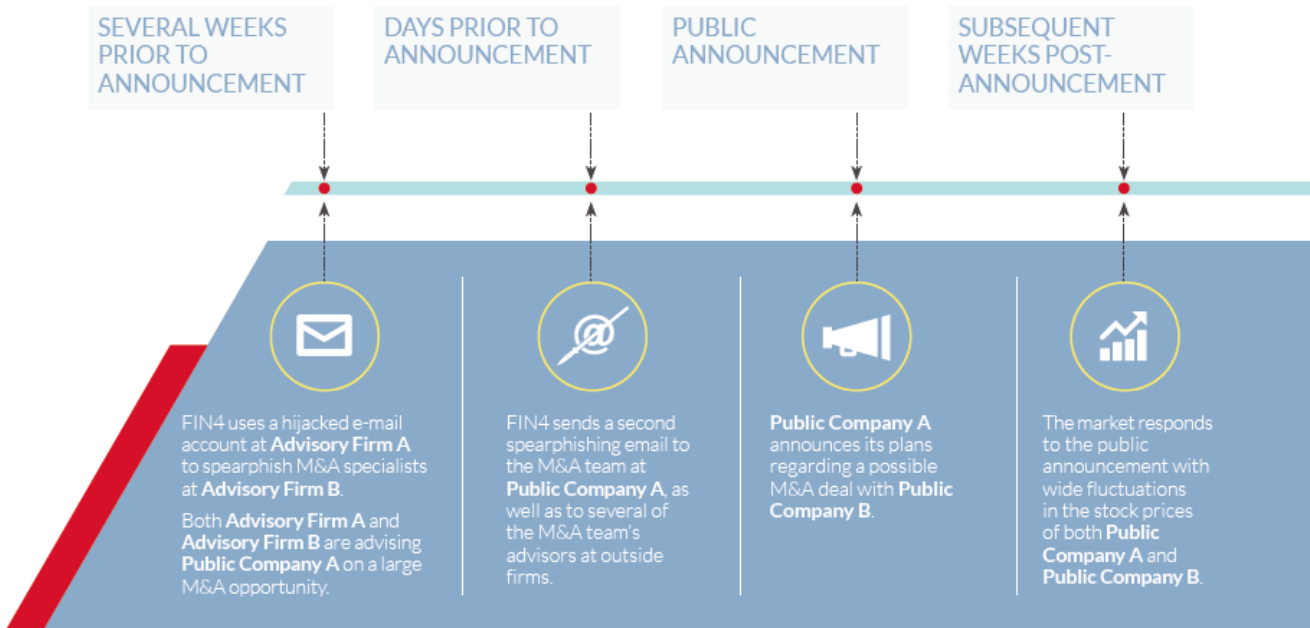 SEVERAL WEEKS
PRIOR TO
ANNOUNCEMENT
DAYS PRIOR TO
ANNOUNCEMENT
PUBLIC
ANNOUNCEMENT
SUBSEQUENT
WEEKS POST-
ANNOUNCEMENT
FIN4 uses a hijacked e-mail
account at Advisory Firm A
to spearphish M&A specialists
at Advisory Firm B.
Both Advisory Firm A and
Advisory Firm B are advising
Public Company A on a large
M&A opportunity.
FIN4 sends a second
spearphishing email to
the M&A team at
Public Company A, as
well as to several of
the M&A team's
advisors at outside
firms.
Public Company A
announces its plans
regarding a possible
M&A deal with Public
Company B.
The market responds
to the public
announcement with
wide fluctuations
in the stock prices
of both Public
Company A and
Public Company B.